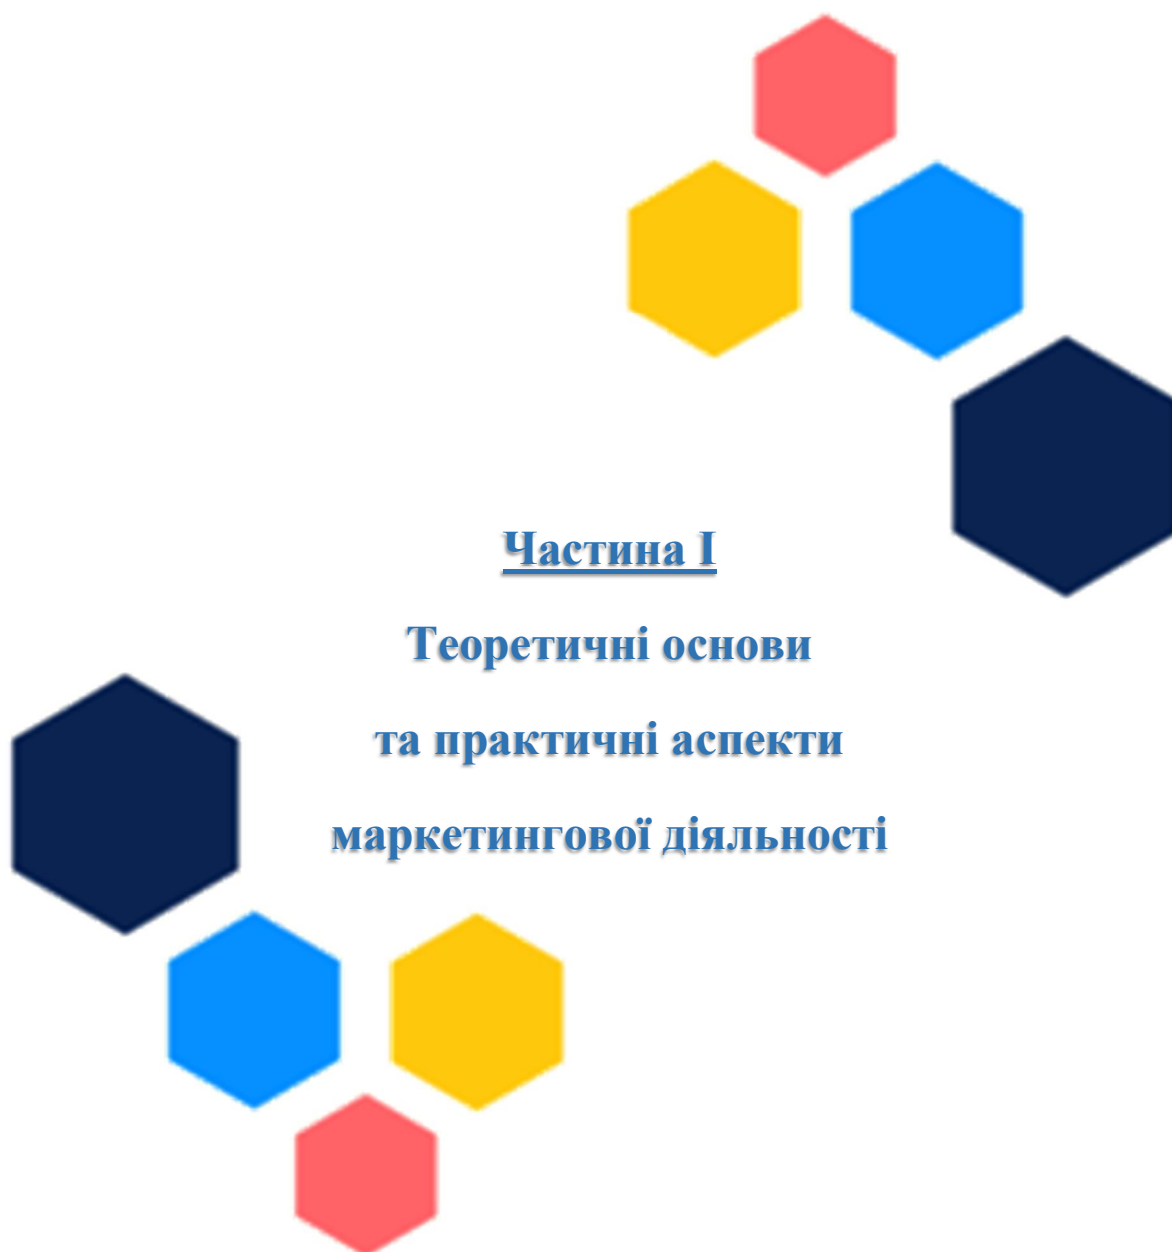 Частина І
Теоретичні основи
та практичні аспекти
маркетингової діяльності